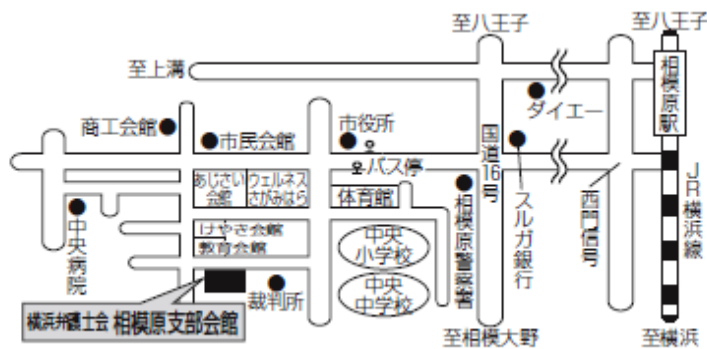 至八王子
至八王子
至上溝
相模原駅
ダイエー
商工会館
市民会館
市役所
国道16号
バス停
スルガ銀行
西門信号
JR横浜線
あじさい
会館
ウェルネス
さがみはら
体育館
相模原警察署
中央病院
けやき会館
教育会館
中央
小学校
中央
中学校
裁判所
横浜弁護士会 相模原支部会館
至相模大野
至横浜